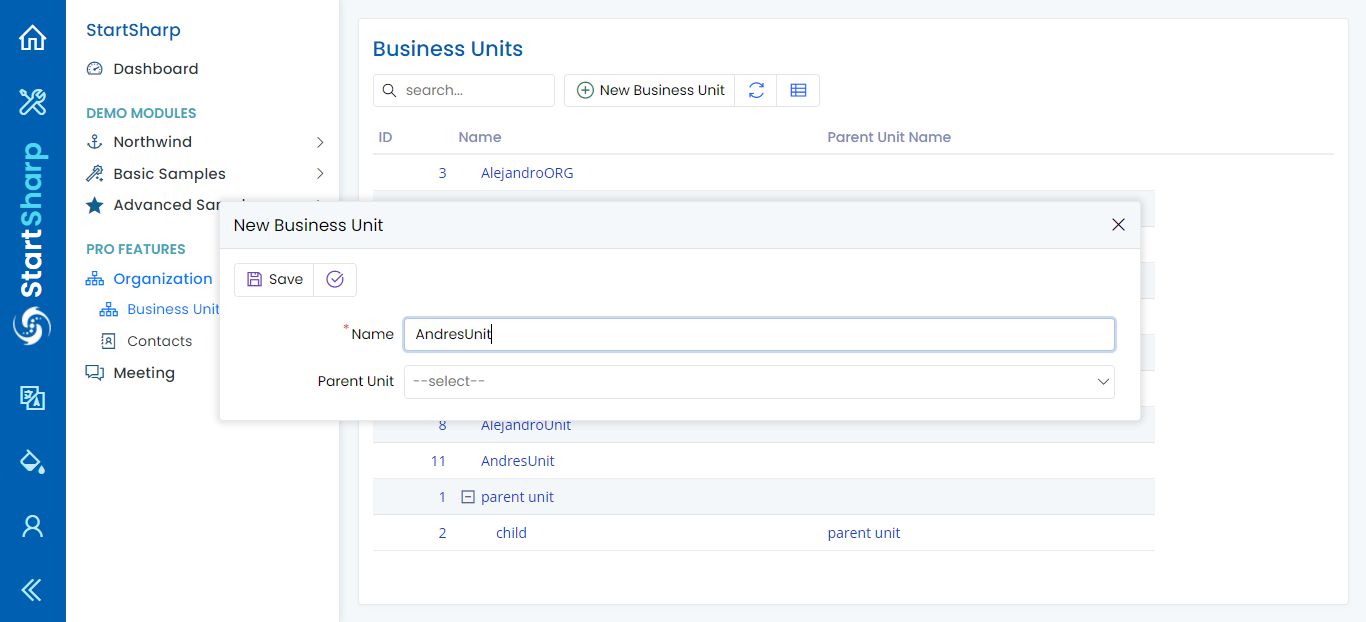 StartSharp
StartSharp
Dashboard
DEMO MODULES
Northwind
Basic Samples
Advanced Sam
PRO FEATURES
Organization
Business Unit
Contacts
Meeting
Business Units
search...
New Business Unit
ID Name Parent Unit Name
3 AlejandroORG
New Business Unit
Save
*Name AndresUnit
Parent Unit --select--
8 AlejandroUnit
11 AndresUnit
1 parent unit
2 child parent unit